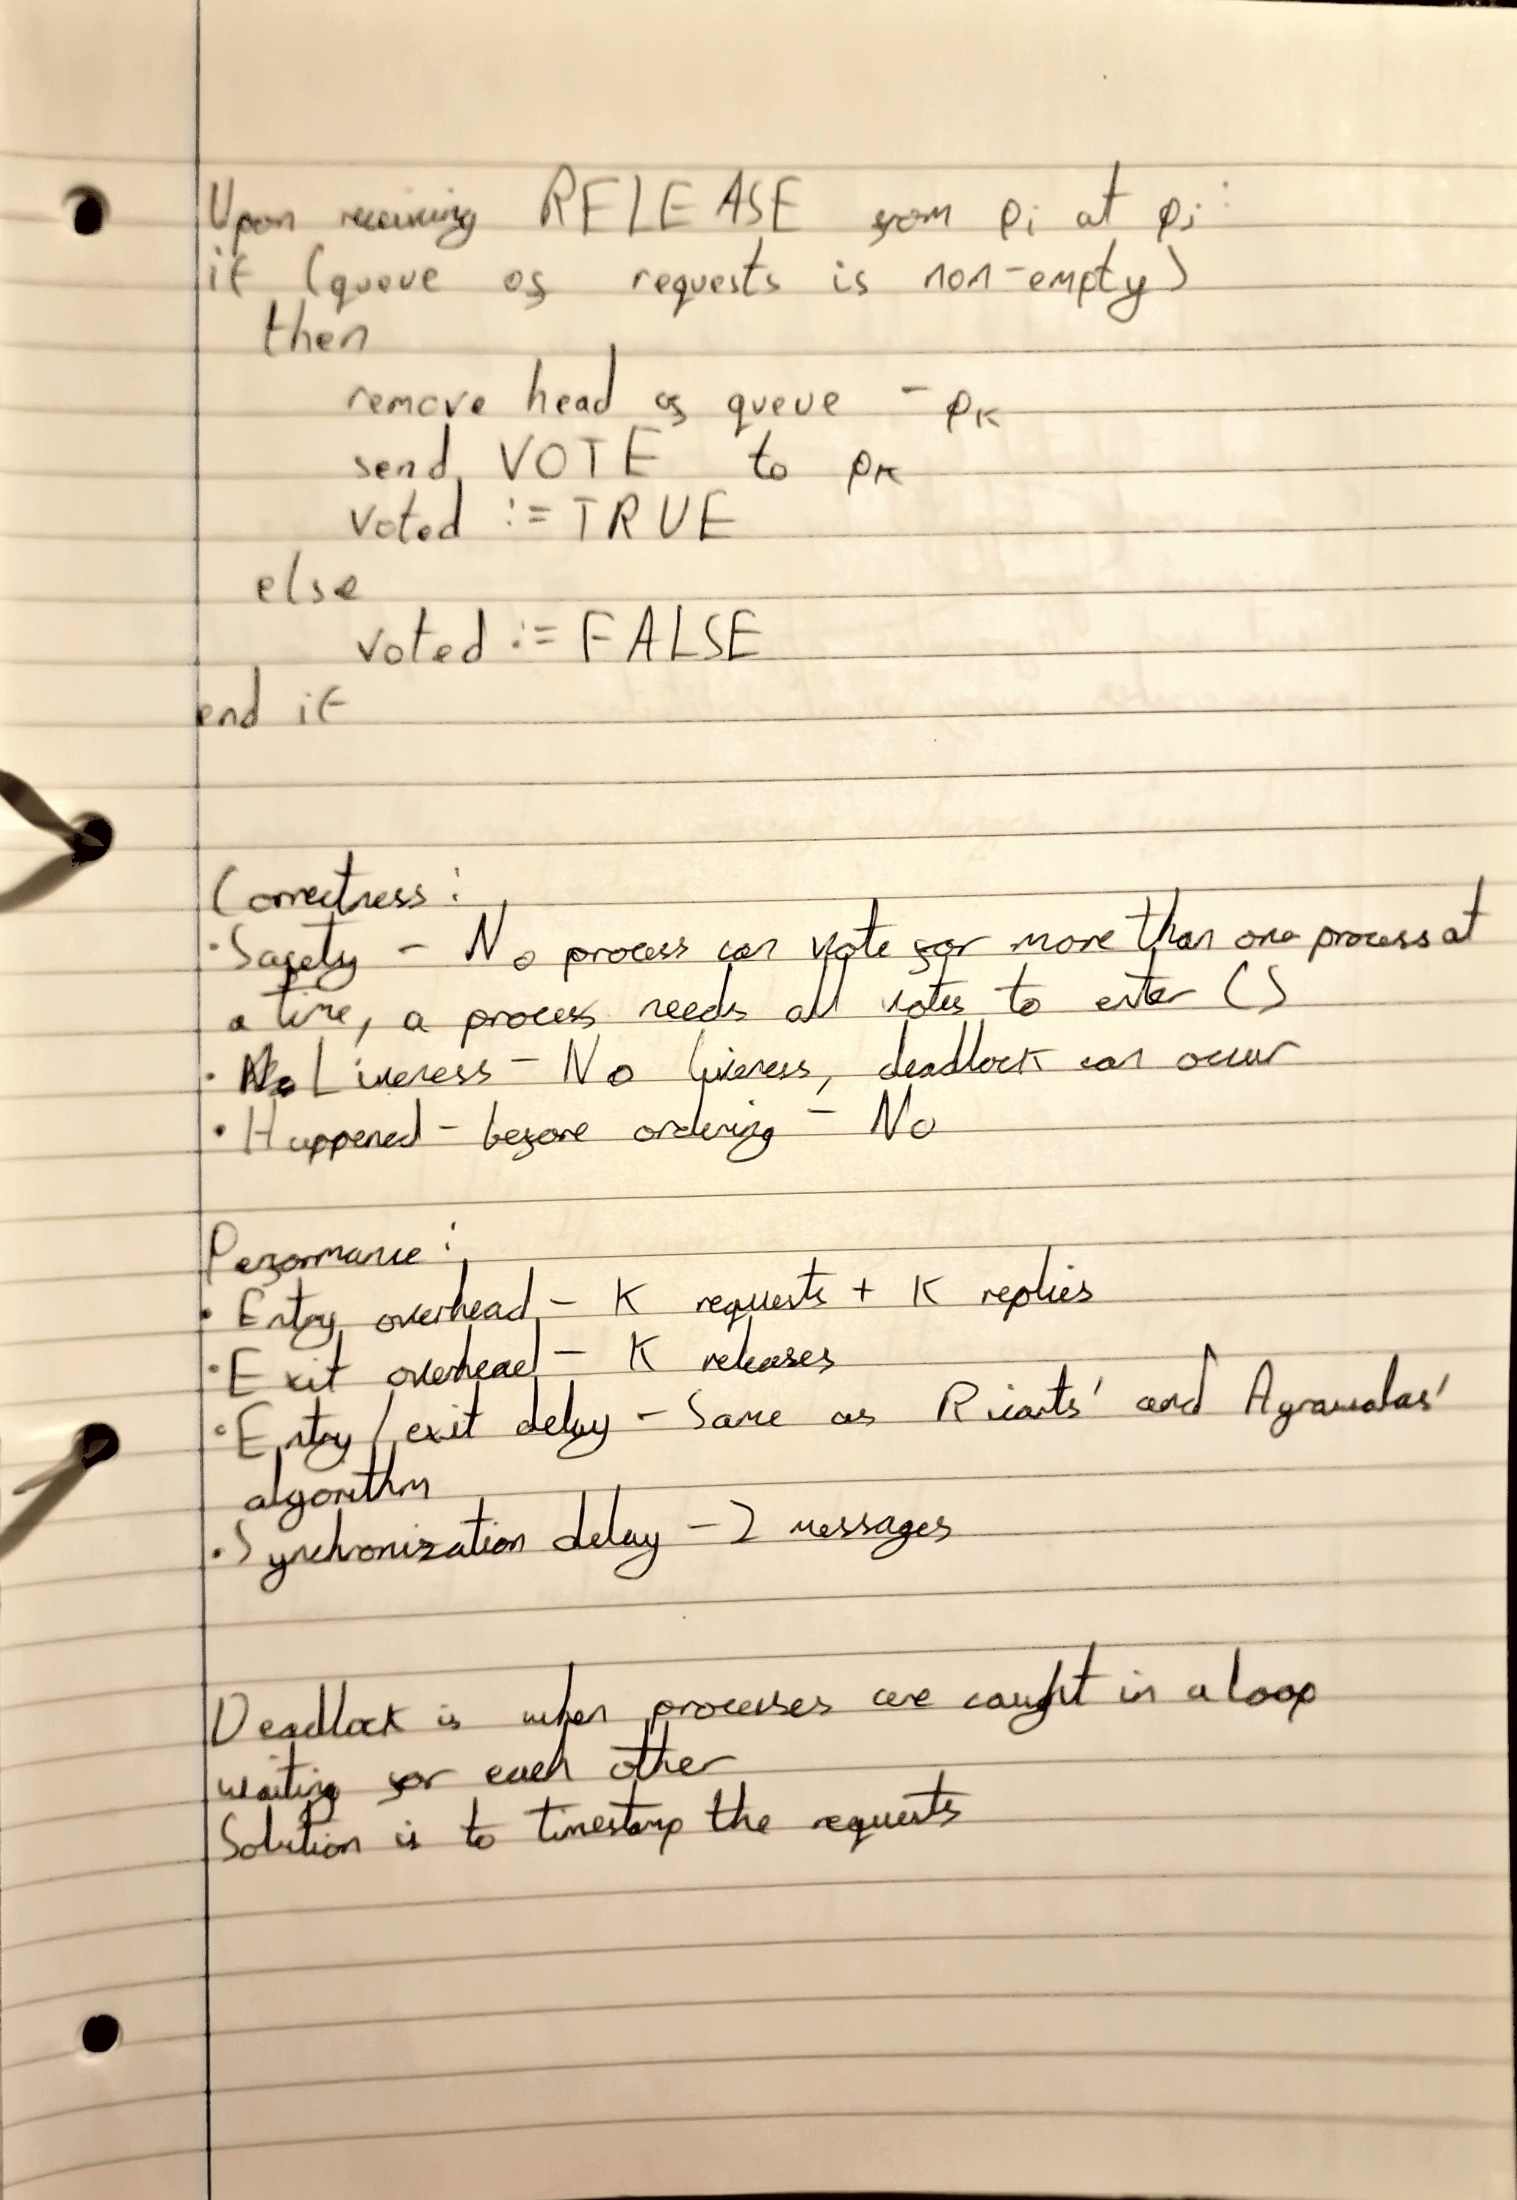 Upon receiving RELEASE from pi at pj:
if (queue of requests is non-empty)
then
remove head of queue - pk
send VOTE to pk
voted := TRUE
else
voted := FALSE
end if
Correctness:
• Safety - No process can vote for more than one process at
a time, a process needs all votes to enter CS
• Liveness - No liveness, deadlock can occur
• Happened-before ordering - No
Performance:
• Entry overhead - K requests + K replies
• Exit overhead - K releases
• Entry/exit delay - Same as Ricarts' and Agrawalas'
algorithm
• Synchronization delay - 2 messages
Deadlock is when processes are caught in a loop
waiting for each other
Solution is to timestamp the requests